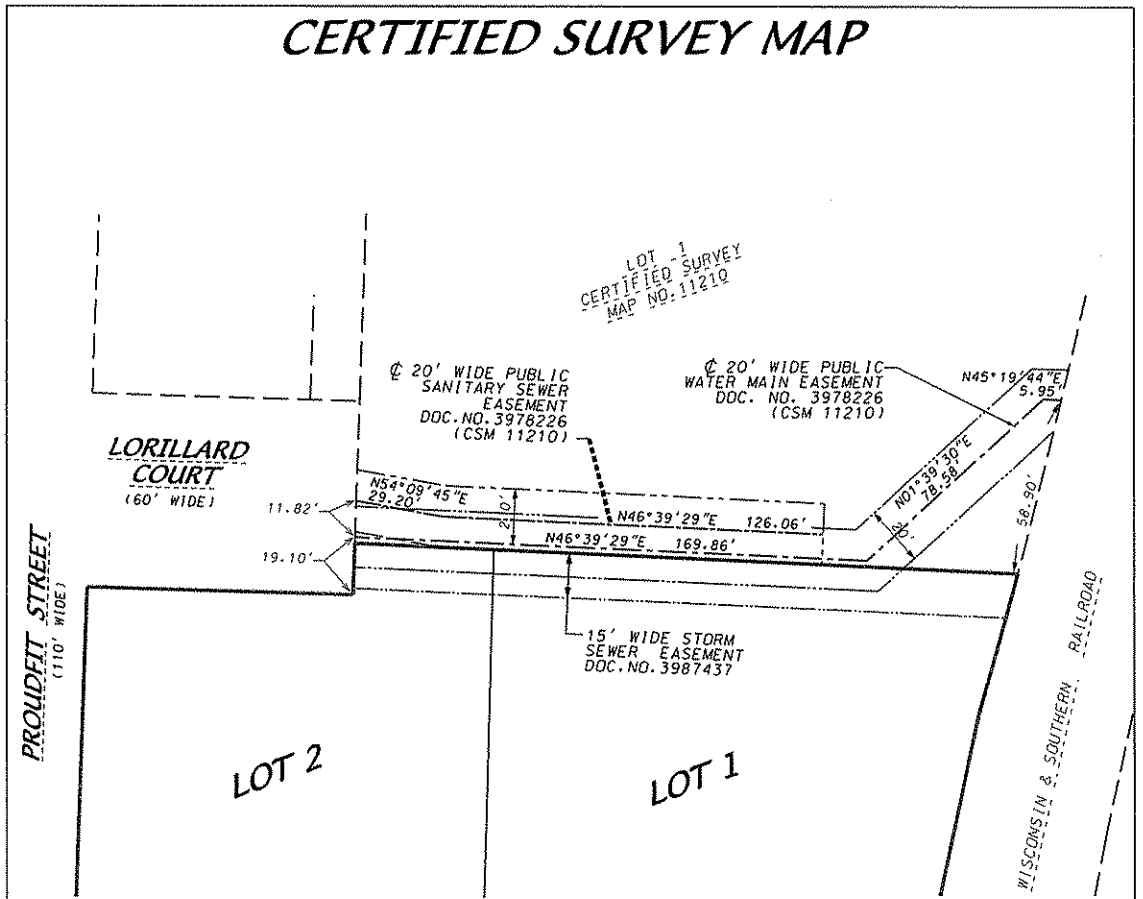 CERTIFIED SURVEY MAP
LOT 1
CERTIFIED SURVEY
MAP NO. 11210
℄ 20' WIDE PUBLIC
SANITARY SEWER
EASEMENT
DOC.NO.3978226
(CSM 11210)
℄ 20' WIDE PUBLIC
WATER MAIN EASEMENT
DOC. NO. 3978226
(CSM 11210)
N45°19'44"E
5.95'
LORILLARD
COURT
(60' WIDE)
N54°09'45"E
29.20'
11.82'
19.10'
N46°39'29"E 126.06'
N46°39'29"E 169.86'
N01°39'30"E
78.58'
20'
58.90'
PROUDFIT STREET
(110' WIDE)
15' WIDE STORM
SEWER EASEMENT
DOC.NO.3987437
LOT 2
LOT 1
WISCONSIN & SOUTHERN RAILROAD